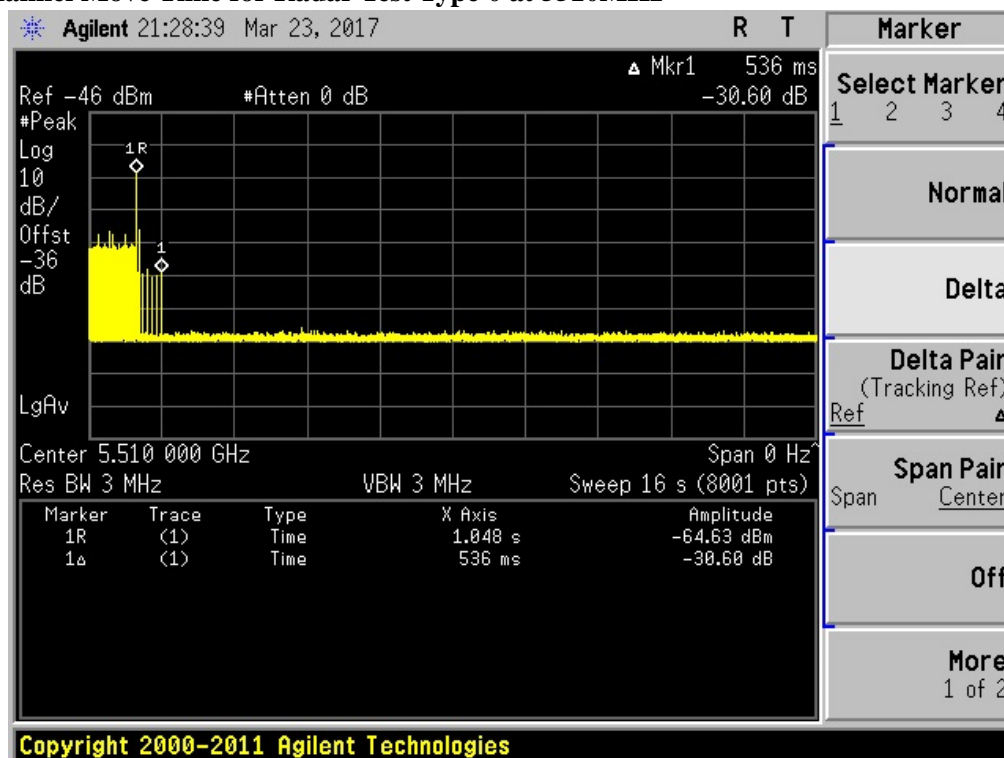 Agilent 21:28:39 Mar 23, 2017 R T
Δ Mkr1 536 ms
Ref -46 dBm #Atten 0 dB -30.60 dB
#Peak
Log
10
dB/
Offst
-36
dB
1R
1
LgAv
Center 5.510 000 GHz Span 0 Hz^
Res BW 3 MHz VBW 3 MHz Sweep 16 s (8001 pts)
Marker Trace Type X Axis Amplitude
1R (1) Time 1.048 s -64.63 dBm
1Δ (1) Time 536 ms -30.60 dB
Marker
Select Marker
1 2 3 4
Normal
Delta
Delta Pair
(Tracking Ref)
Ref Δ
Span Pair
Span Center
Off
More
1 of 2
Copyright 2000-2011 Agilent Technologies